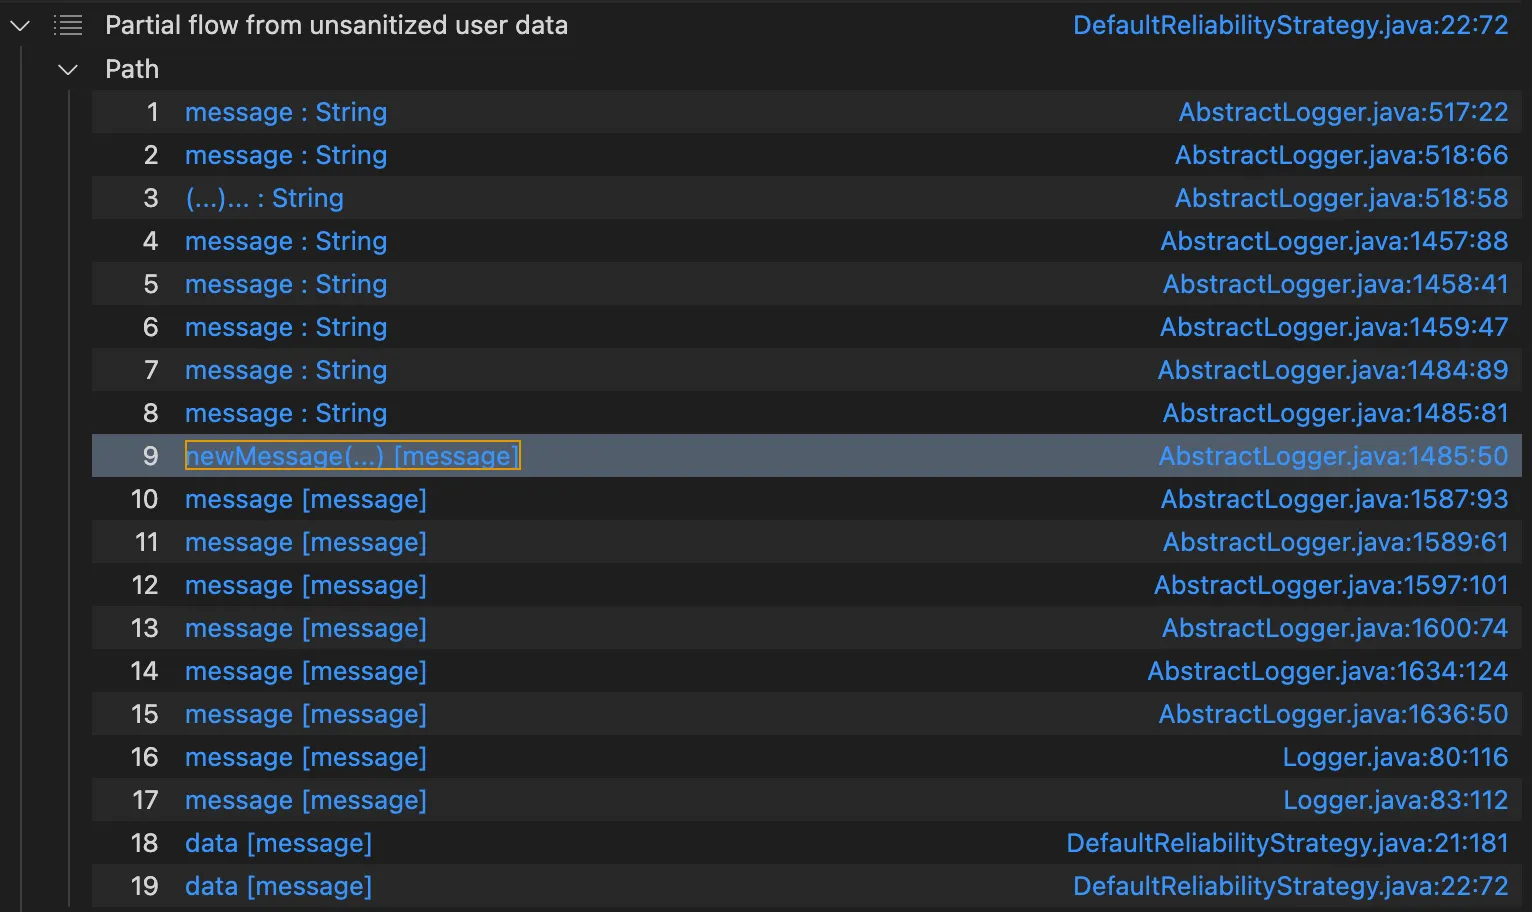 Partial flow from unsanitized user data DefaultReliabilityStrategy.java:22:72
Path
1 message : String AbstractLogger.java:517:22
2 message : String AbstractLogger.java:518:66
3 (...)... : String AbstractLogger.java:518:58
4 message : String AbstractLogger.java:1457:88
5 message : String AbstractLogger.java:1458:41
6 message : String AbstractLogger.java:1459:47
7 message : String AbstractLogger.java:1484:89
8 message : String AbstractLogger.java:1485:81
9 newMessage(...) [message] AbstractLogger.java:1485:50
10 message [message] AbstractLogger.java:1587:93
11 message [message] AbstractLogger.java:1589:61
12 message [message] AbstractLogger.java:1597:101
13 message [message] AbstractLogger.java:1600:74
14 message [message] AbstractLogger.java:1634:124
15 message [message] AbstractLogger.java:1636:50
16 message [message] Logger.java:80:116
17 message [message] Logger.java:83:112
18 data [message] DefaultReliabilityStrategy.java:21:181
19 data [message] DefaultReliabilityStrategy.java:22:72